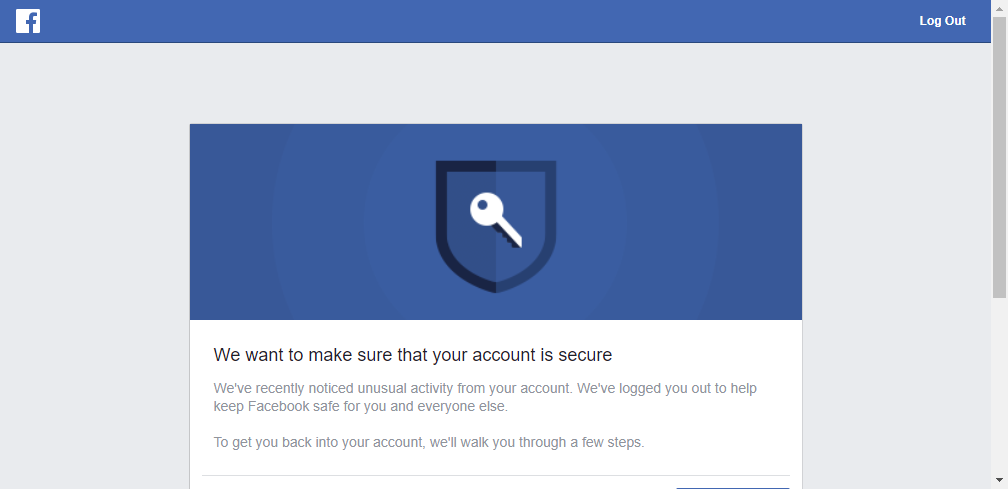 Log Out
We want to make sure that your account is secure
We've recently noticed unusual activity from your account. We've logged you out to help
keep Facebook safe for you and everyone else.
To get you back into your account, we'll walk you through a few steps.